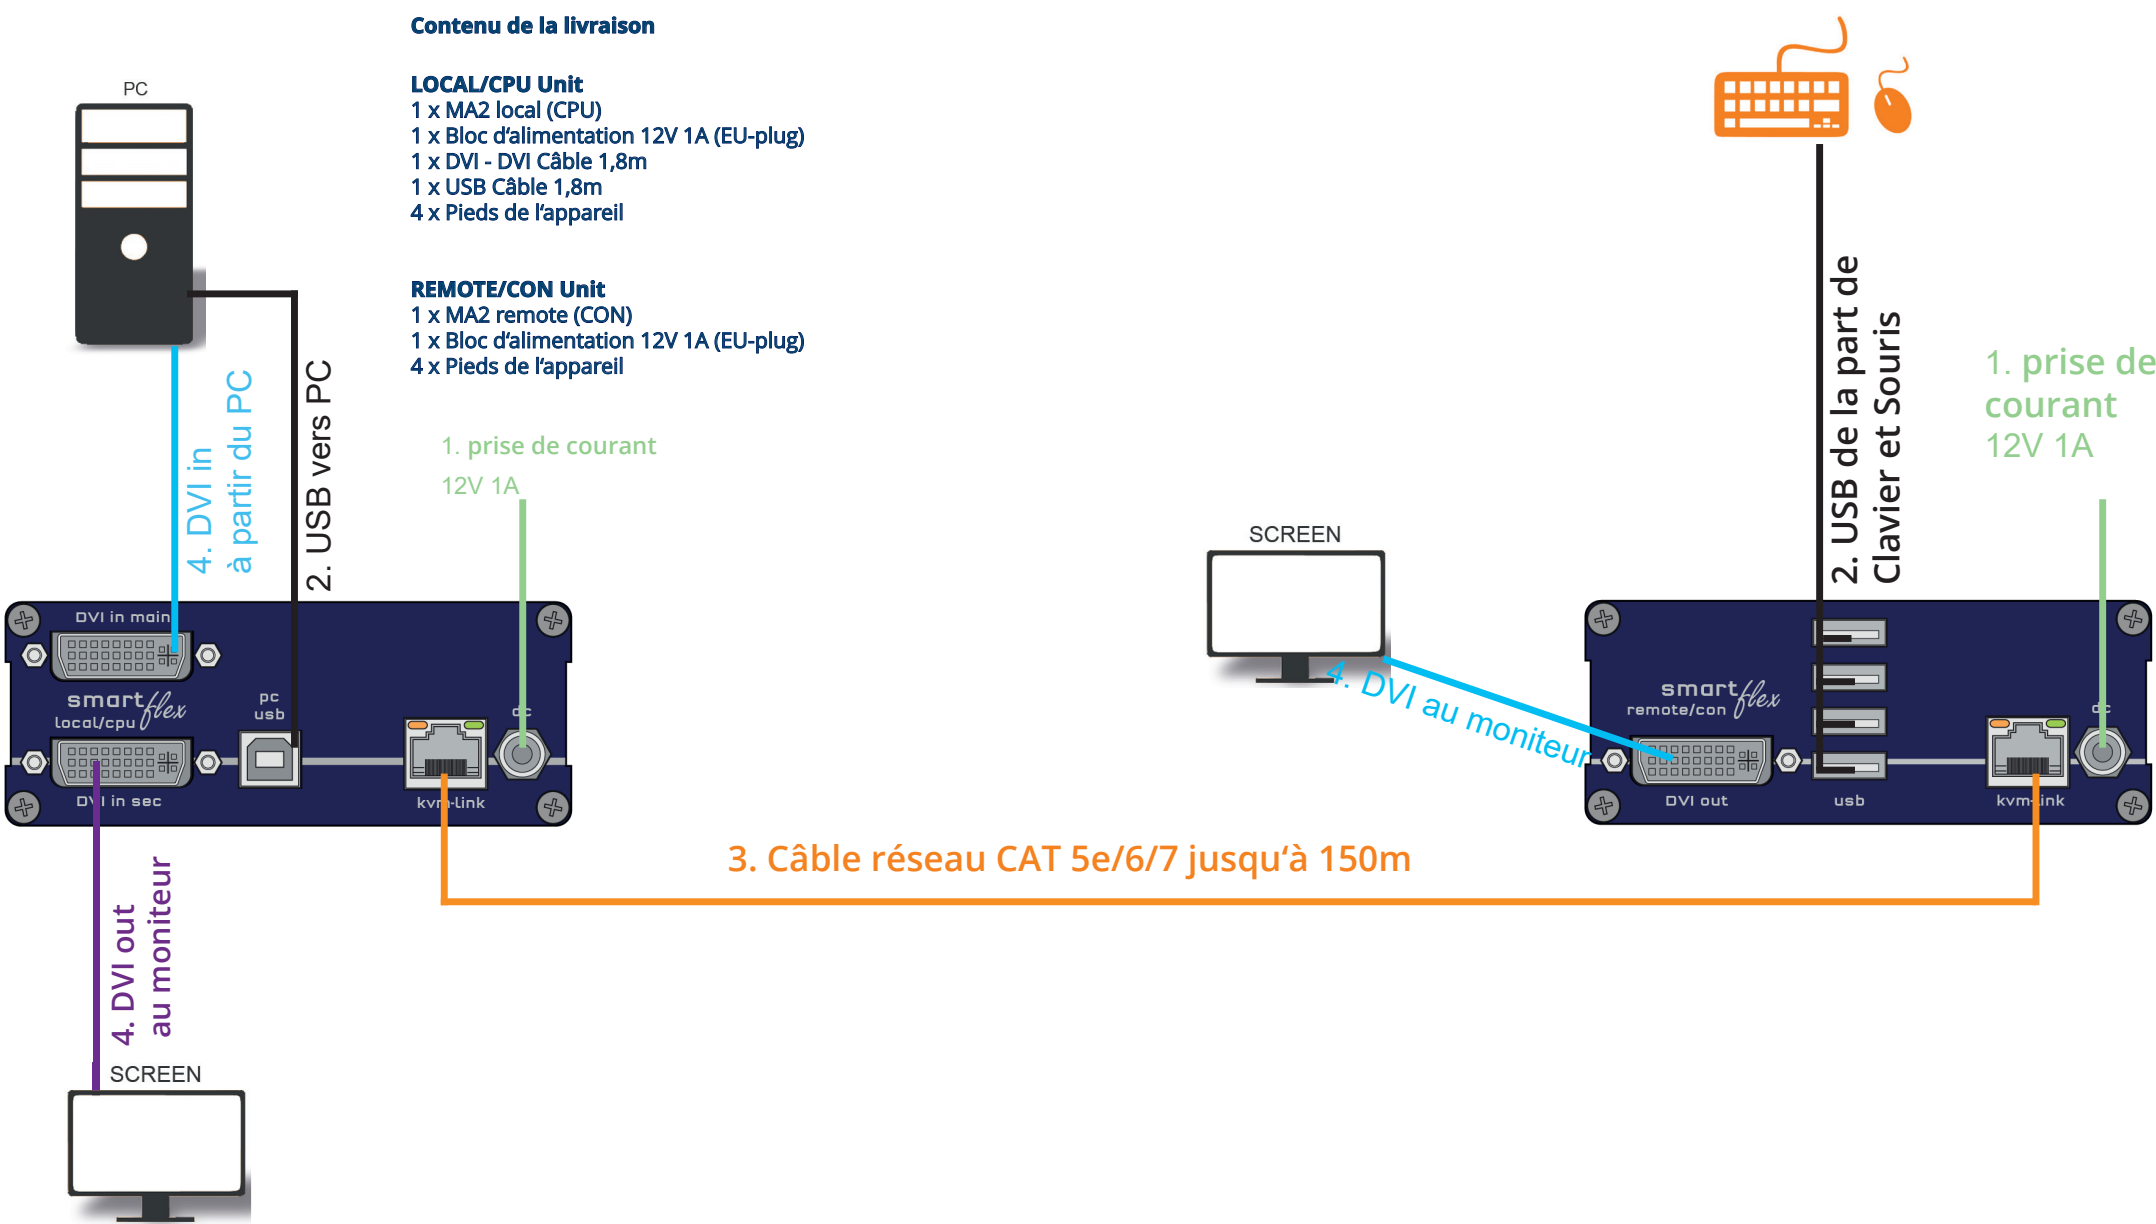 Contenu de la livraison
LOCAL/CPU Unit
1 x MA2 local (CPU)
1 x Bloc d‘alimentation 12V 1A (EU-plug)
1 x DVI - DVI Câble 1,8m
1 x USB Câble 1,8m
4 x Pieds de l‘appareil
REMOTE/CON Unit
1 x MA2 remote (CON)
1 x Bloc d‘alimentation 12V 1A (EU-plug)
4 x Pieds de l‘appareil
PC
4. DVI in
à partir du PC
2. USB vers PC
1. prise de courant
12V 1A
DVI in main
smart flex
local/cpu
pc
usb
dc
DVI in sec
kvm-link
4. DVI out
au moniteur
SCREEN
3. Câble réseau CAT 5e/6/7 jusqu‘à 150m
SCREEN
4. DVI au moniteur
2. USB de la part de
Clavier et Souris
1. prise de
courant
12V 1A
smart flex
remote/con
dc
DVI out
usb
kvm-link